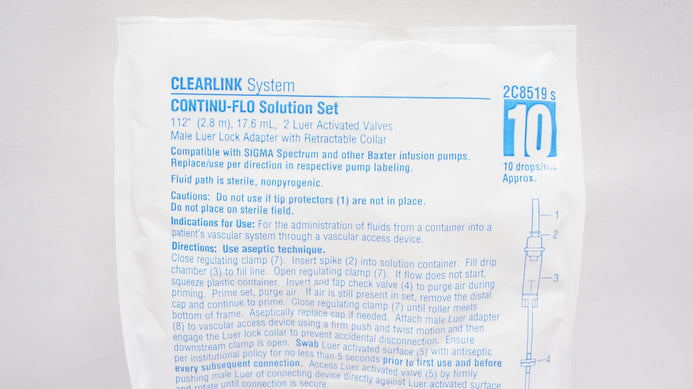 CLEARLINK System
CONTINU-FLO Solution Set
112" (2.8 m), 17.6 mL, 2 Luer Activated Valves
Male Luer Lock Adapter with Retractable Collar
Compatible with SIGMA Spectrum and other Baxter infusion pumps.
Replace/use per direction in respective pump labeling.
Fluid path is sterile, nonpyrogenic.
Cautions: Do not use if tip protectors (1) are not in place.
Do not place on sterile field.
Indications for Use: For the administration of fluids from a container into a
patient's vascular system through a vascular access device.
Directions: Use aseptic technique.
Close regulating clamp (7). Insert spike (2) into solution container. Fill drip
chamber (3) to fill line. Open regulating clamp (7). If flow does not start,
squeeze plastic container. Invert and tap check valve (4) to purge air during
priming. Prime set, purge air. If air is still present in set, remove the distal
cap and continue to prime. Close regulating clamp (7) until roller meets
bottom of frame. Aseptically replace cap if needed. Attach male Luer adapter
(8) to vascular access device using a firm push and twist motion and then
engage the Luer lock collar to prevent accidental disconnection. Ensure
downstream clamp is open. Swab Luer activated surface (5) with antiseptic
per institutional policy for no less than 5 seconds prior to first use and before
every subsequent connection. Access Luer activated valve (5) by firmly
pushing male Luer of connecting device directly against Luer activated surface
and rotate until connection is secure.
2C8519 s
10
10 drops/mL
Approx.
1
2
3
4